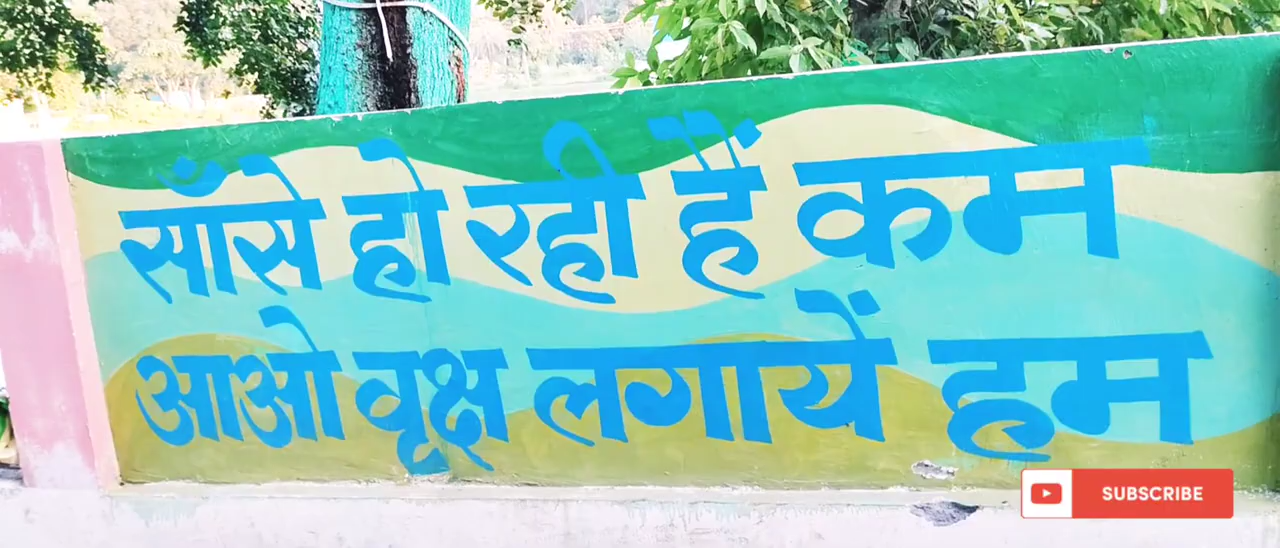 साँसे हो रही हैं कम
आओ वृक्ष लगायें हम
SUBSCRIBE